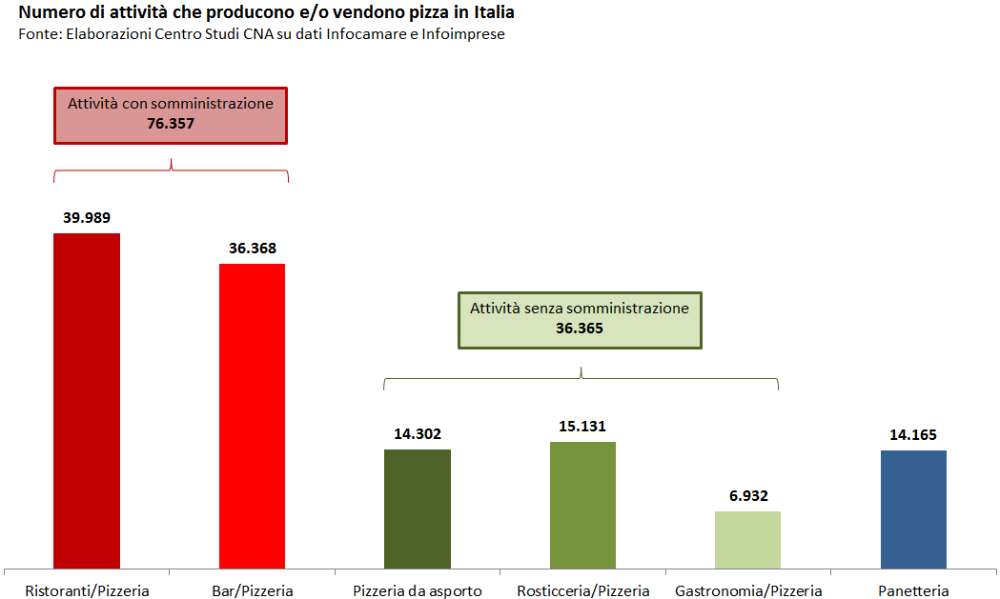 Numero di attività che producono e/o vendono pizza in Italia
Fonte: Elaborazioni Centro Studi CNA su dati Infocamare e Infoimprese
Attività con somministrazione
76.357
39.989
36.368
Attività senza somministrazione
36.365
14.302
15.131
6.932
14.165
Ristoranti/Pizzeria
Bar/Pizzeria
Pizzeria da asporto
Rosticceria/Pizzeria
Gastronomia/Pizzeria
Panetteria